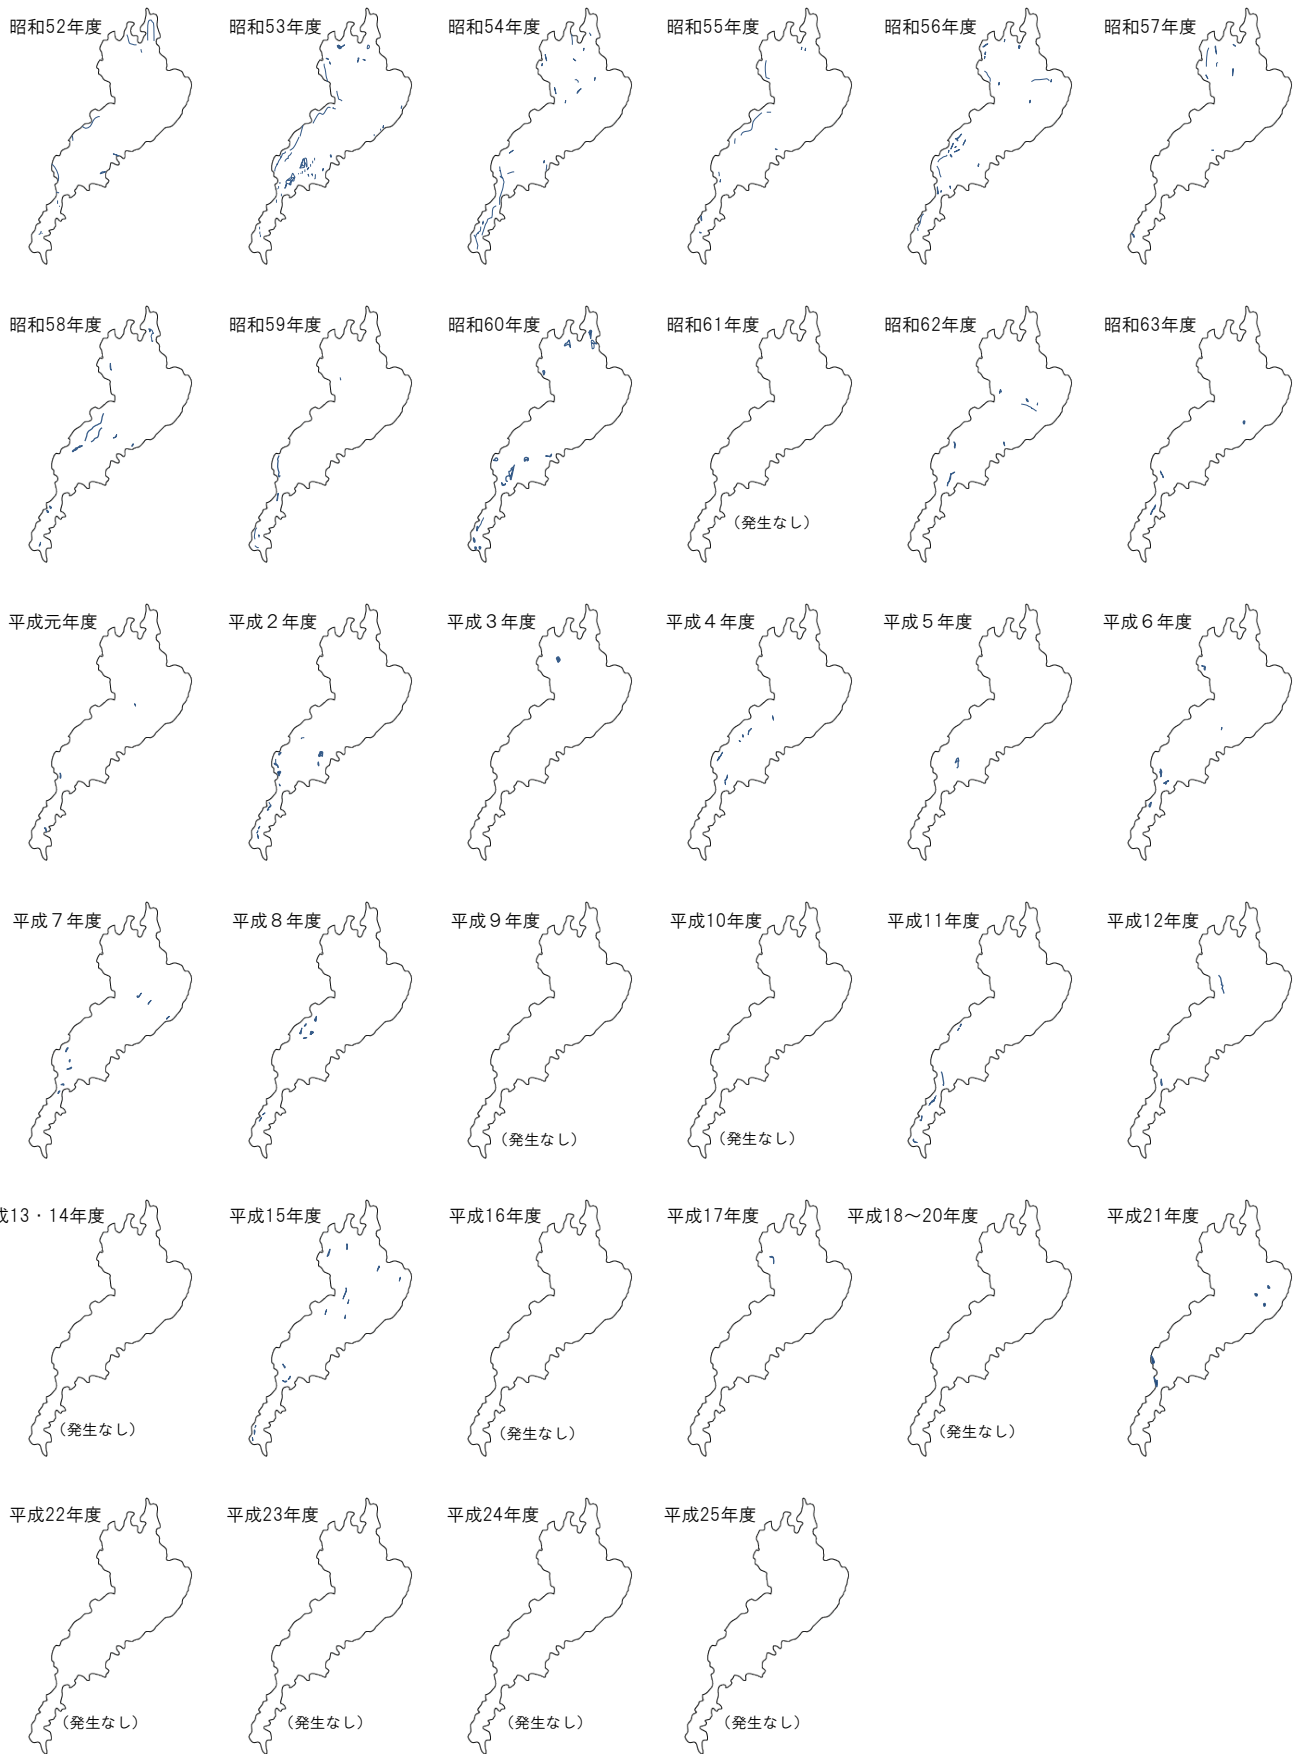 昭和52年度
昭和53年度
昭和54年度
昭和55年度
昭和56年度
昭和57年度
昭和58年度
昭和59年度
昭和60年度
昭和61年度
（発生なし）
昭和62年度
昭和63年度
平成元年度
平成２年度
平成３年度
平成４年度
平成５年度
平成６年度
平成７年度
平成８年度
平成９年度
（発生なし）
平成10年度
（発生なし）
平成11年度
平成12年度
成13・14年度
（発生なし）
平成15年度
平成16年度
（発生なし）
平成17年度
平成18～20年度
（発生なし）
平成21年度
平成22年度
（発生なし）
平成23年度
（発生なし）
平成24年度
（発生なし）
平成25年度
（発生なし）